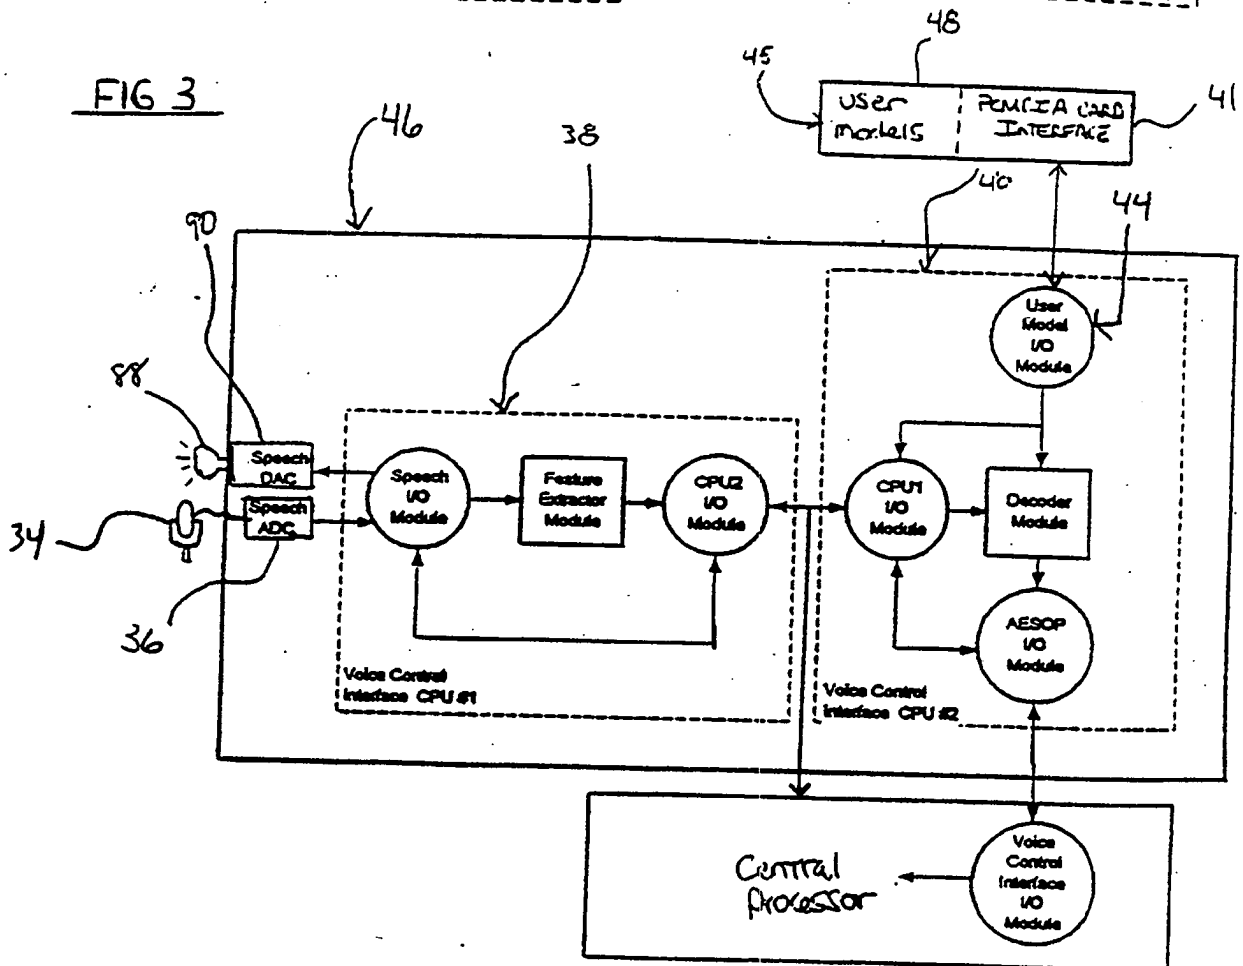 FIG 3
48
45
User
models
PCMCIA CARD
INTERFACE
41
46
38
40
44
90
88
34
36
Speech
DAC
Speech
ADC
Speech
I/O
Module
Feature
Extractor
Module
CPU2
I/O
Module
Voice Control
Interface CPU #1
User
Model
I/O
Module
CPU1
I/O
Module
Decoder
Module
AESOP
I/O
Module
Voice Control
Interface CPU #2
Central
Processor
Voice
Control
Interface
I/O
Module